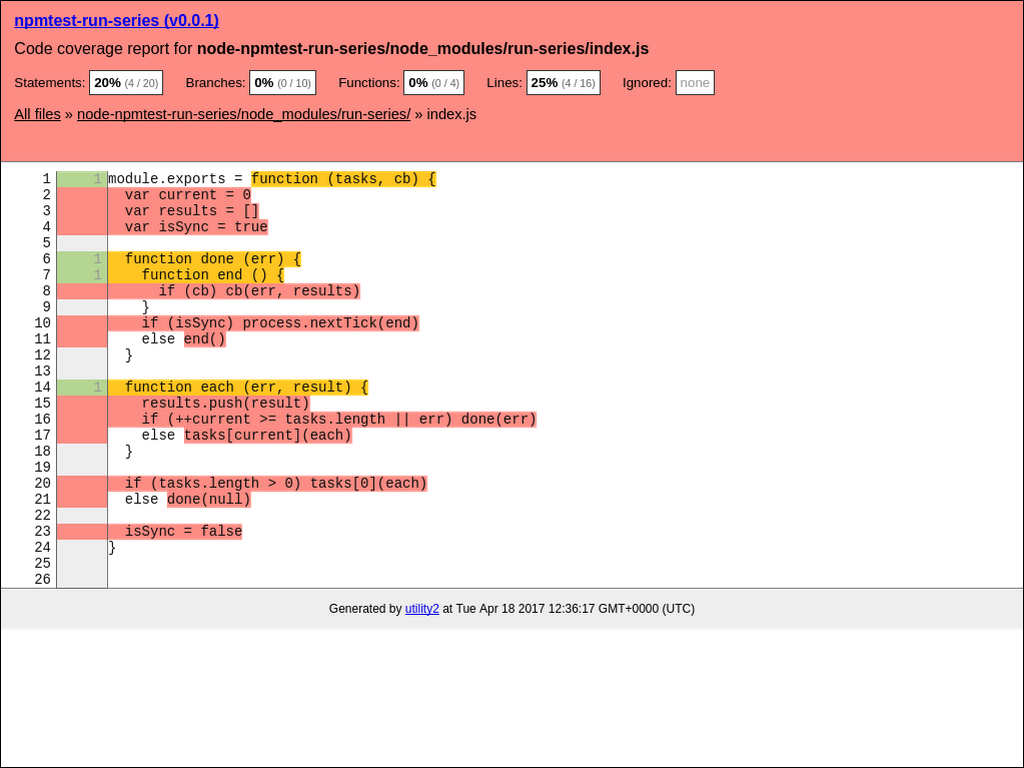 npmtest-run-series (v0.0.1)
Code coverage report for node-npmtest-run-series/node_modules/run-series/index.js
Statements: 20% (4 / 20) Branches: 0% (0 / 10) Functions: 0% (0 / 4) Lines: 25% (4 / 16) Ignored: none
All files » node-npmtest-run-series/node_modules/run-series/ » index.js
1 1 module.exports = function (tasks, cb) {
2   var current = 0
3   var results = []
4   var isSync = true
5
6 1   function done (err) {
7 1     function end () {
8       if (cb) cb(err, results)
9     }
10     if (isSync) process.nextTick(end)
11     else end()
12   }
13
14 1   function each (err, result) {
15     results.push(result)
16     if (++current >= tasks.length || err) done(err)
17     else tasks[current](each)
18   }
19
20   if (tasks.length > 0) tasks[0](each)
21   else done(null)
22
23   isSync = false
24 }
25
26
Generated by utility2 at Tue Apr 18 2017 12:36:17 GMT+0000 (UTC)